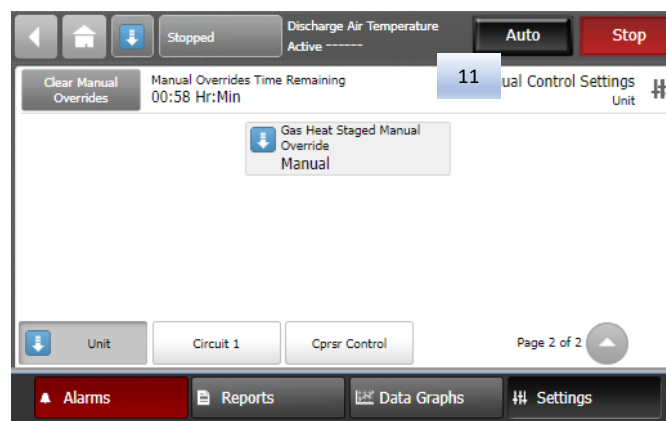 Stopped
Discharge Air Temperature
Active ------
Auto
Stop
Clear Manual
Overrides
Manual Overrides Time Remaining
00:58 Hr:Min
11
ual Control Settings
Unit
Gas Heat Staged Manual
Override
Manual
Unit
Circuit 1
Cprsr Control
Page 2 of 2
Alarms
Reports
Data Graphs
Settings